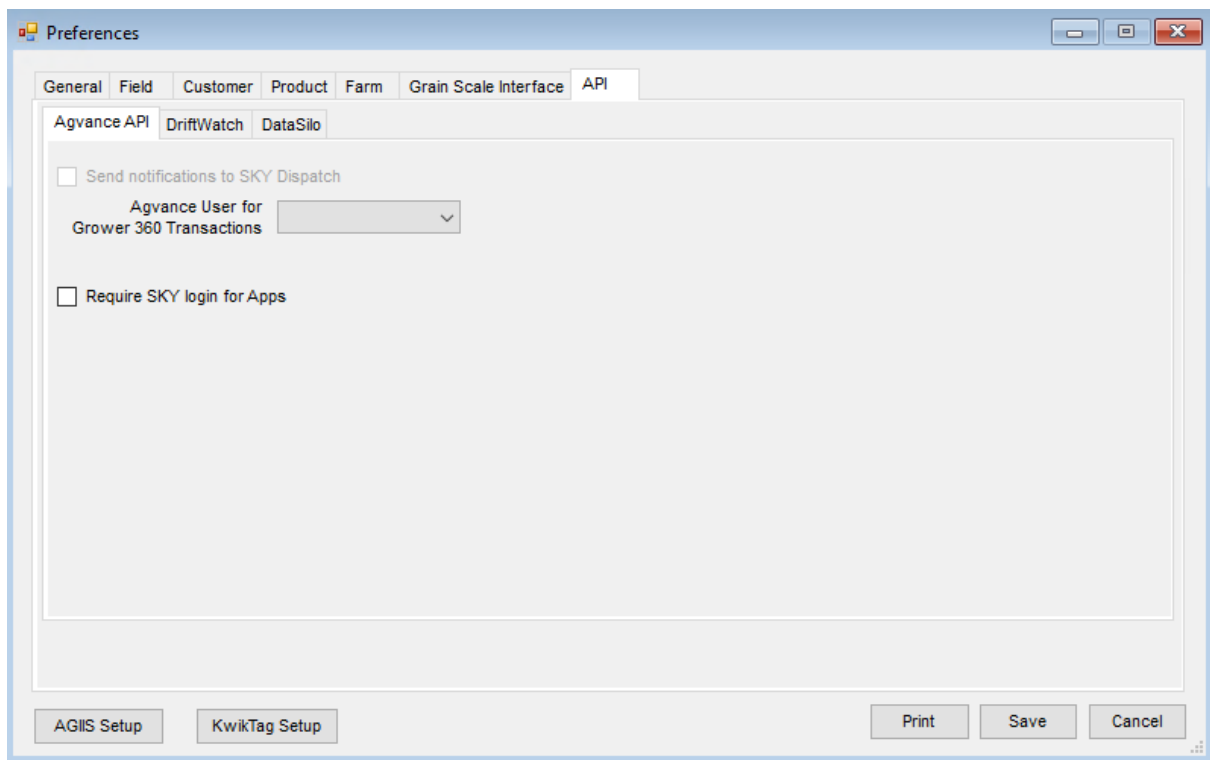 Preferences
General Field Customer Product Farm Grain Scale Interface API
Agvance API DriftWatch DataSilo
Send notifications to SKY Dispatch
Agvance User for
Grower 360 Transactions
Require SKY login for Apps
AGIIS Setup KwikTag Setup Print Save Cancel